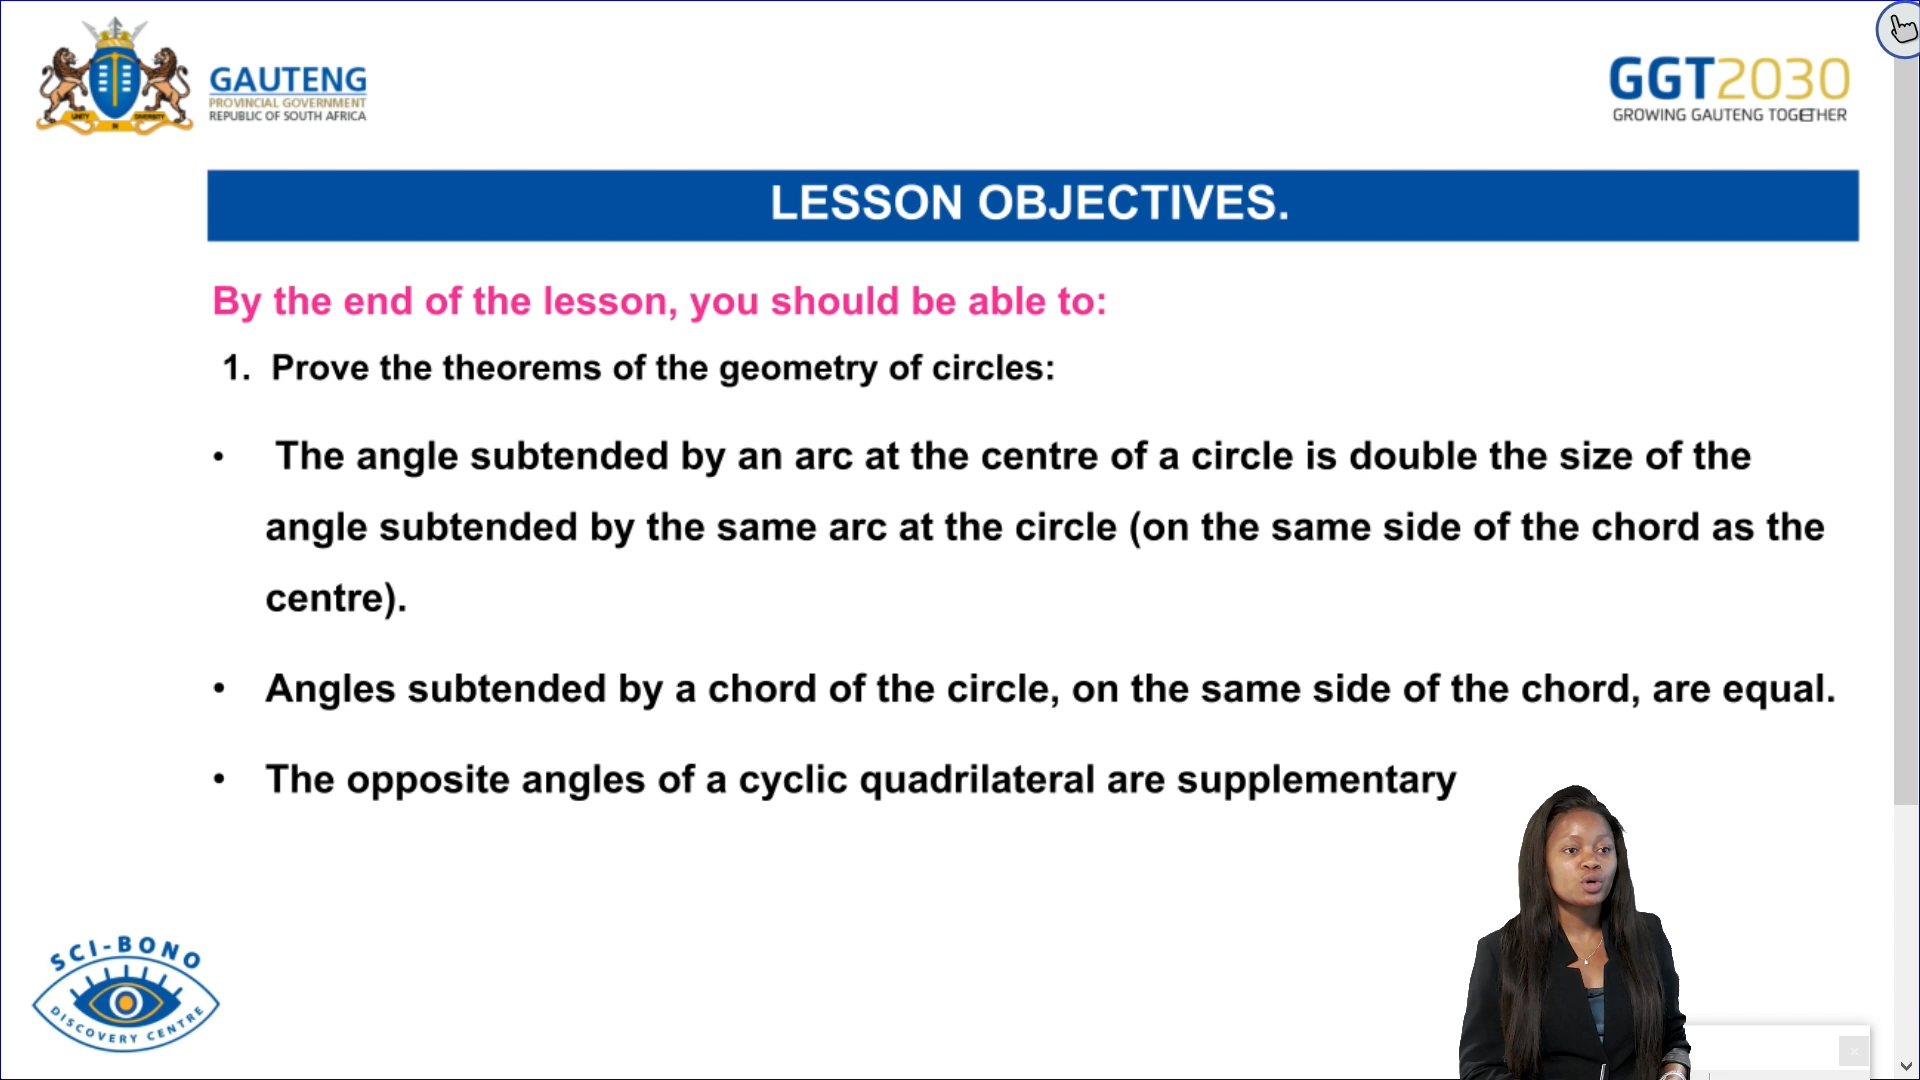 GAUTENG
PROVINCIAL GOVERNMENT
REPUBLIC OF SOUTH AFRICA
UNITY
IN
DIVERSITY
GGT2030
GROWING GAUTENG TOGETHER
LESSON OBJECTIVES.
By the end of the lesson, you should be able to:
1. Prove the theorems of the geometry of circles:
• The angle subtended by an arc at the centre of a circle is double the size of the
angle subtended by the same arc at the circle (on the same side of the chord as the
centre).
• Angles subtended by a chord of the circle, on the same side of the chord, are equal.
• The opposite angles of a cyclic quadrilateral are supplementary
SCI-BONO
DISCOVERY CENTRE